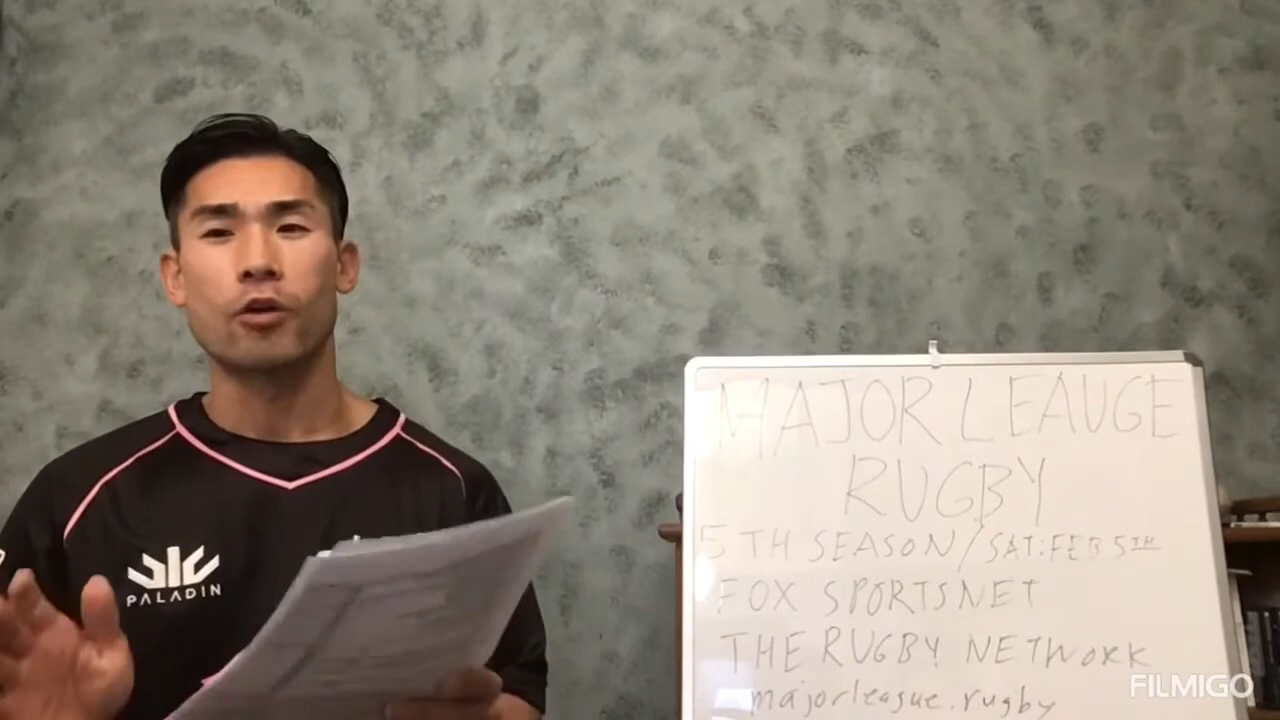 PALADIN
MAJOR LEAUGE
RUGBY
5TH SEASON/SAT:FEB 5TH
FOX SPORTSNET
THE RUGBY NETWORK
majorleague.rugby
FILMIGO